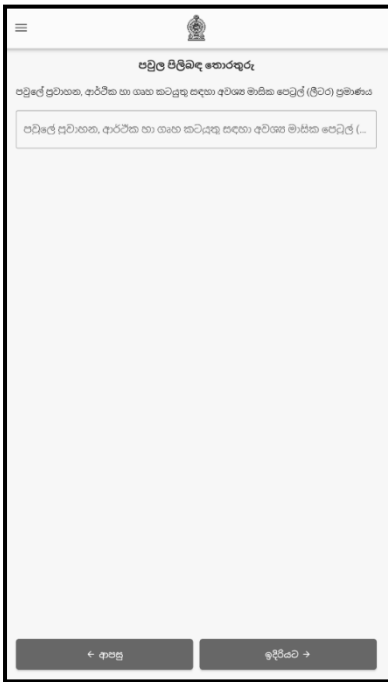 පවුල පිලිබඳ තොරතුරු
පවුලේ ප්‍රවාහන, ආර්ථික හා ගෘහ කටයුතු සඳහා අවශ්‍ය මාසික පෙට්‍රල් (ලීටර) ප්‍රමාණය
පවුලේ ප්‍රවාහන, ආර්ථික හා ගෘහ කටයුතු සඳහා අවශ්‍ය මාසික පෙට්‍රල් (...
← ආපසු
ඉදිරියට →